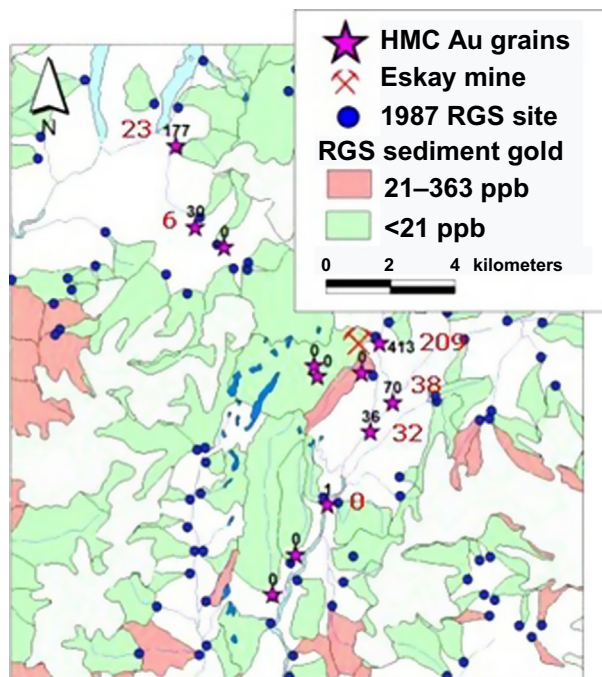 HMC Au grains
Eskay mine
1987 RGS site
RGS sediment gold
21–363 ppb
<21 ppb
0 2 4 kilometers
N
23 177
6 30
0
413 209
0
0
0
70 38
36 32
1 0
0
0